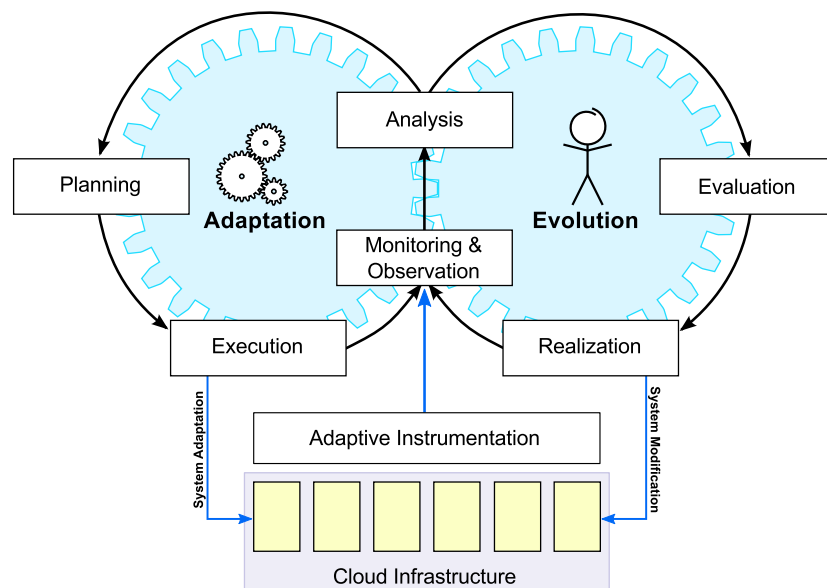 Analysis
Planning
Evaluation
Adaptation
Evolution
Monitoring &
Observation
Execution
Realization
System Adaptation
System Modification
Adaptive Instrumentation
Cloud Infrastructure